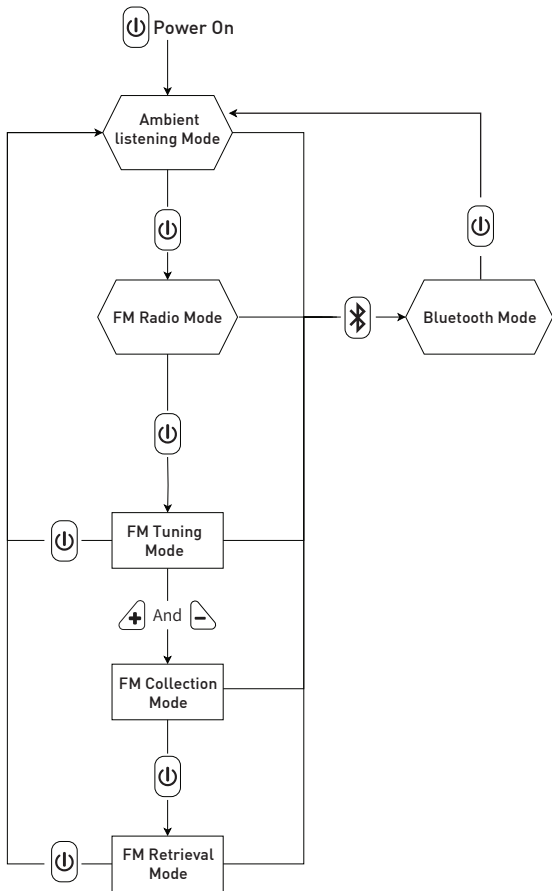 Power On
Ambient
listening Mode
FM Radio Mode
Bluetooth Mode
FM Tuning
Mode
+ And −
FM Collection
Mode
FM Retrieval
Mode